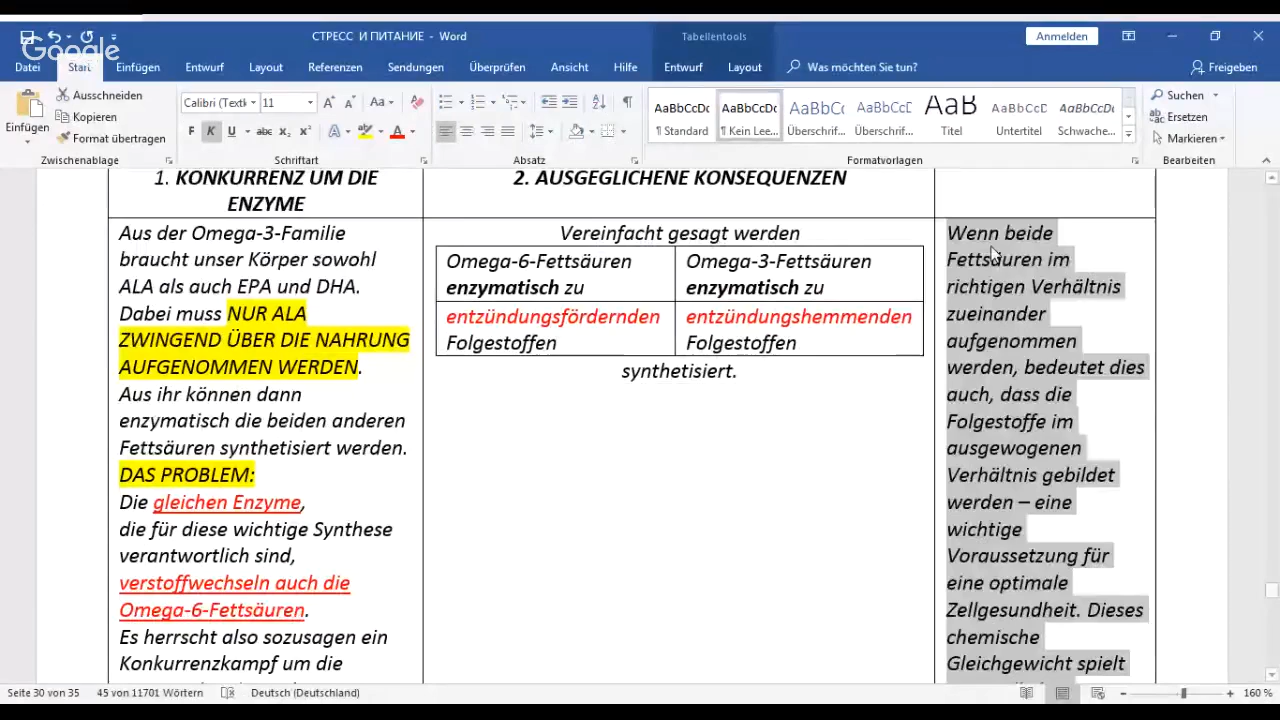 СТРЕСС И ПИТАНИЕ - Word
Tabellentools
Anmelden
Google
Datei Start Einfügen Entwurf Layout Referenzen Sendungen Überprüfen Ansicht Hilfe Entwurf Layout Was möchten Sie tun? Freigeben
Einfügen
Ausschneiden
Kopieren
Format übertragen
Zwischenablage
Calibri (Textk 11
F K U abc x₂ x²
Schriftart
Absatz
AaBbCcDc AaBbCcDc AaBbCc AaBbCcD AaB AaBbCcD AaBbCcDc
¶ Standard ¶ Kein Lee... Überschrif... Überschrif... Titel Untertitel Schwache...
Formatvorlagen
Suchen
Ersetzen
Markieren
Bearbeiten
1. KONKURRENZ UM DIE
ENZYME
2. AUSGEGLICHENE KONSEQUENZEN
Aus der Omega-3-Familie
braucht unser Körper sowohl
ALA als auch EPA und DHA.
Dabei muss NUR ALA
ZWINGEND ÜBER DIE NAHRUNG
AUFGENOMMEN WERDEN.
Aus ihr können dann
enzymatisch die beiden anderen
Fettsäuren synthetisiert werden.
DAS PROBLEM:
Die gleichen Enzyme,
die für diese wichtige Synthese
verantwortlich sind,
verstoffwechseln auch die
Omega-6-Fettsäuren.
Es herrscht also sozusagen ein
Konkurrenzkampf um die
Vereinfacht gesagt werden
Omega-6-Fettsäuren
enzymatisch zu
Omega-3-Fettsäuren
enzymatisch zu
entzündungsfördernden
Folgestoffen
entzündungshemmenden
Folgestoffen
synthetisiert.
Wenn beide
Fettsäuren im
richtigen Verhältnis
zueinander
aufgenommen
werden, bedeutet dies
auch, dass die
Folgestoffe im
ausgewogenen
Verhältnis gebildet
werden – eine
wichtige
Voraussetzung für
eine optimale
Zellgesundheit. Dieses
chemische
Gleichgewicht spielt
Seite 30 von 35 45 von 11701 Wörtern Deutsch (Deutschland) 160 %